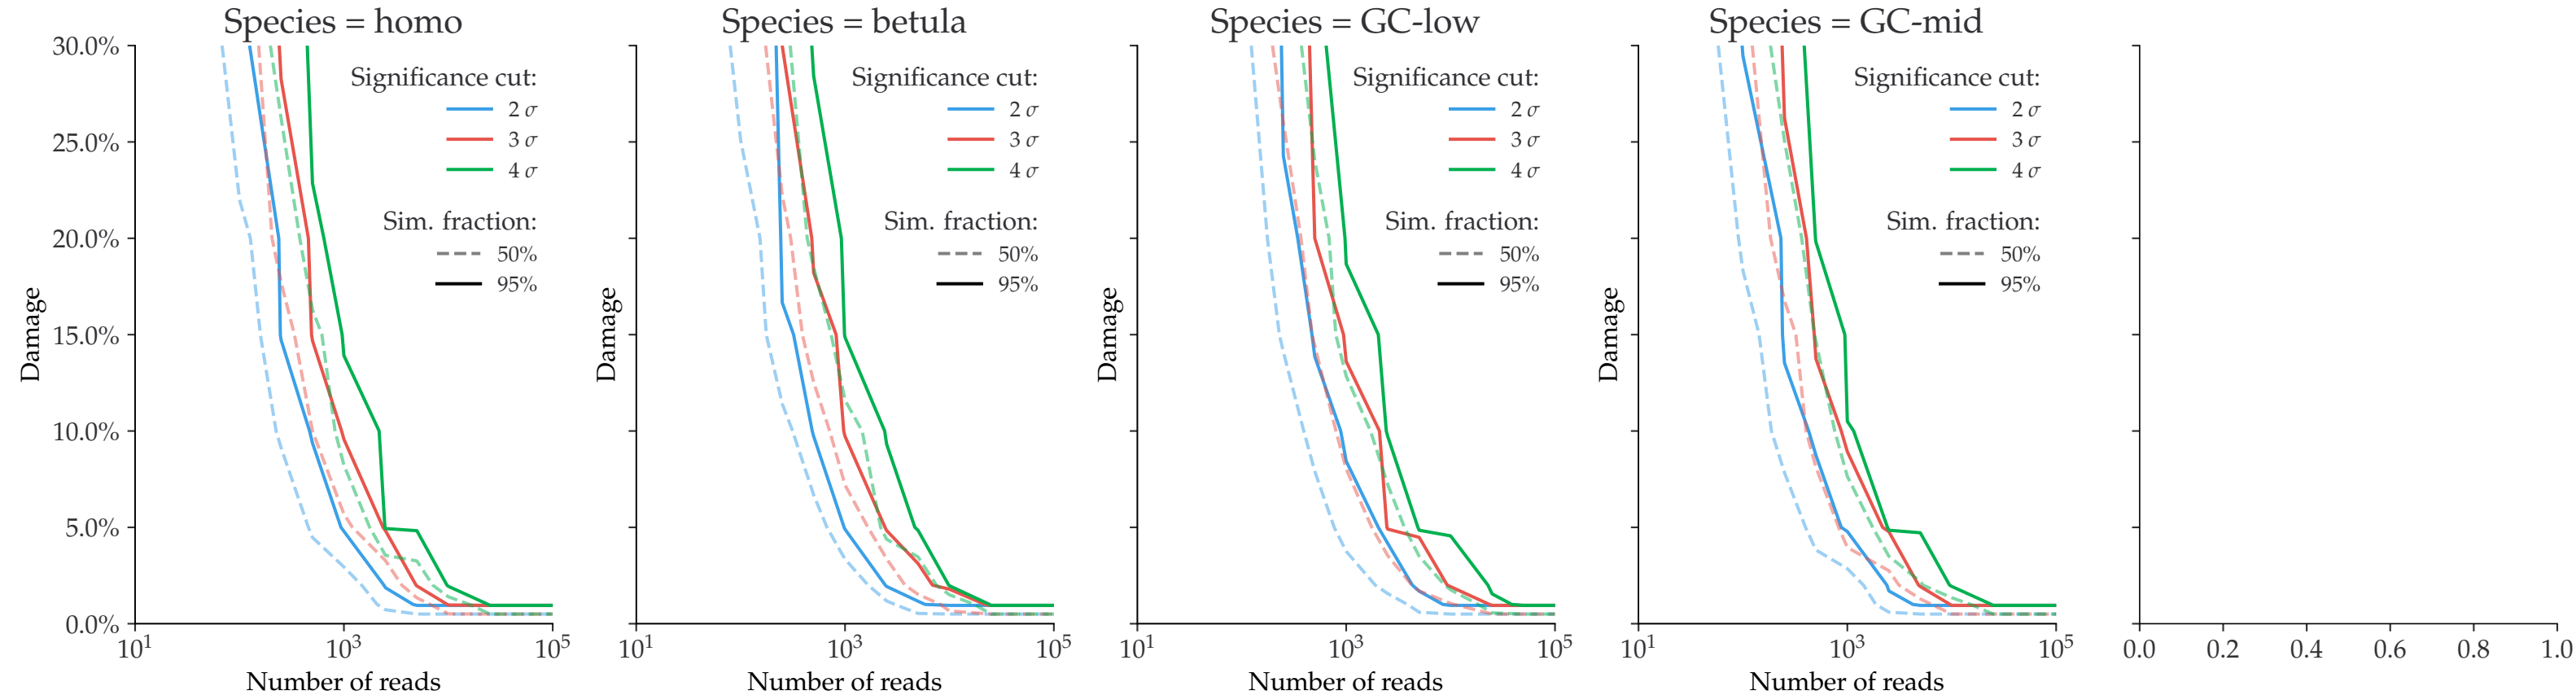 Species = homo
30.0%
25.0%
20.0%
15.0%
10.0%
5.0%
0.0%
Damage
Significance cut:
2 σ
3 σ
4 σ
Sim. fraction:
50%
95%
10¹
10³
10⁵
Number of reads
Species = betula
Damage
Significance cut:
2 σ
3 σ
4 σ
Sim. fraction:
50%
95%
10¹
10³
10⁵
Number of reads
Species = GC-low
Damage
Significance cut:
2 σ
3 σ
4 σ
Sim. fraction:
50%
95%
10¹
10³
10⁵
Number of reads
Species = GC-mid
Damage
Significance cut:
2 σ
3 σ
4 σ
Sim. fraction:
50%
95%
10¹
10³
10⁵
Number of reads
0.0 0.2 0.4 0.6 0.8 1.0